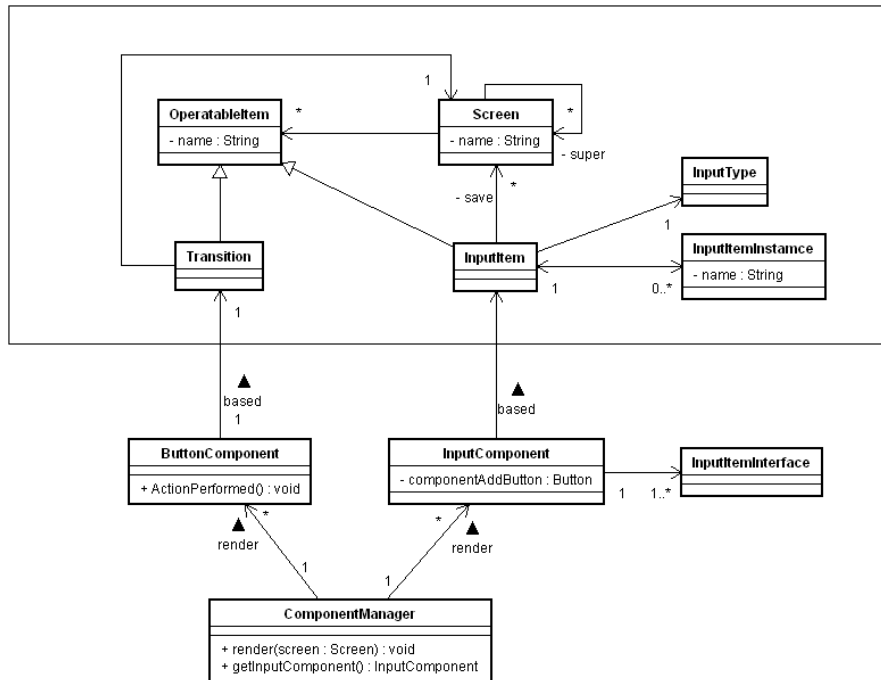 1
OperatableItem
*
Screen
*
- name : String
- name : String
- super
InputType
- save
*
1
Transition
InputItem
InputItemInstamce
- name : String
1
0..*
1
▲
based
1
▲
based
ButtonComponent
InputComponent
InputItemInterface
+ ActionPerformed() : void
- componentAddButton : Button
1
1..*
*
*
▲
render
▲
render
1
1
ComponentManager
+ render(screen : Screen) : void
+ getInputComponent() : InputComponent